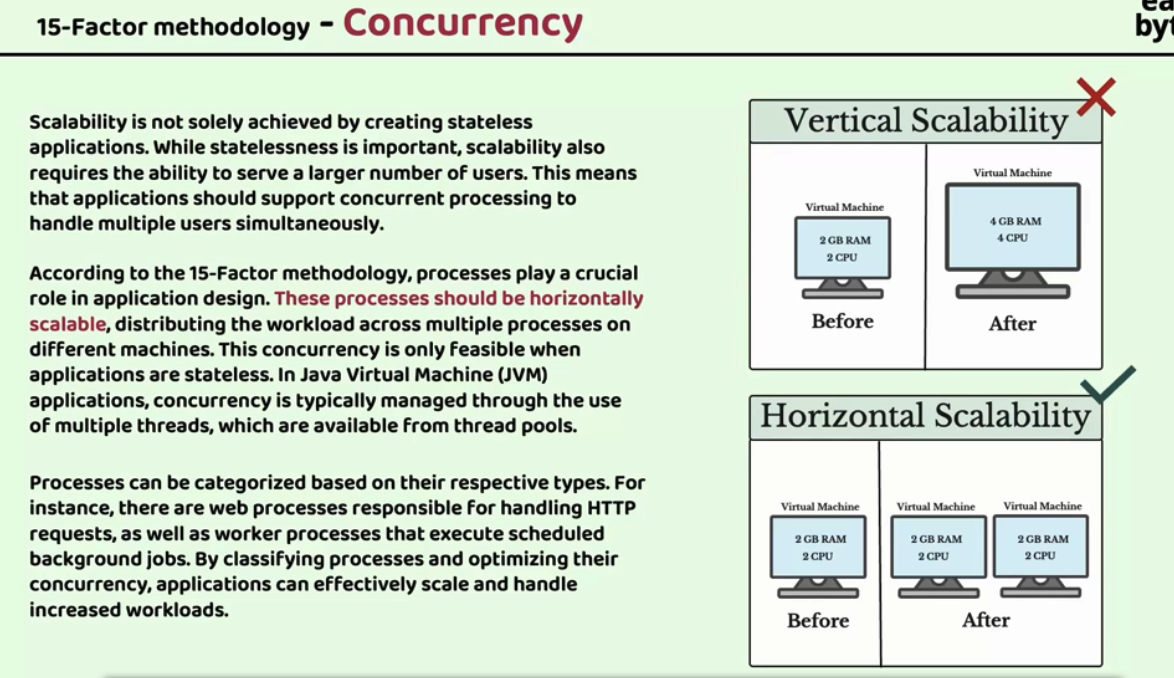 15-Factor methodology - Concurrency
Scalability is not solely achieved by creating stateless
applications. While statelessness is important, scalability also
requires the ability to serve a larger number of users. This means
that applications should support concurrent processing to
handle multiple users simultaneously.
According to the 15-Factor methodology, processes play a crucial
role in application design. These processes should be horizontally
scalable, distributing the workload across multiple processes on
different machines. This concurrency is only feasible when
applications are stateless. In Java Virtual Machine (JVM)
applications, concurrency is typically managed through the use
of multiple threads, which are available from thread pools.
Processes can be categorized based on their respective types. For
instance, there are web processes responsible for handling HTTP
requests, as well as worker processes that execute scheduled
background jobs. By classifying processes and optimizing their
concurrency, applications can effectively scale and handle
increased workloads.
Vertical Scalability
Virtual Machine
2 GB RAM
2 CPU
Before
Virtual Machine
4 GB RAM
4 CPU
After
Horizontal Scalability
Virtual Machine
2 GB RAM
2 CPU
Before
Virtual Machine
2 GB RAM
2 CPU
Virtual Machine
2 GB RAM
2 CPU
After